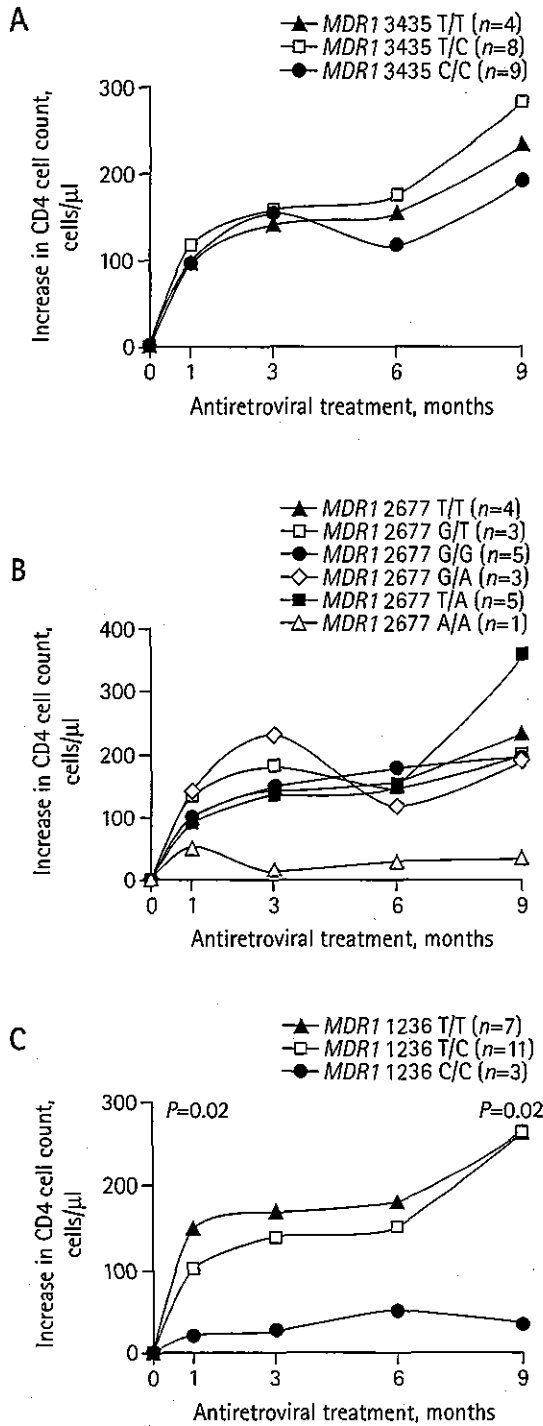 A
MDR1 3435 T/T (n=4)
MDR1 3435 T/C (n=8)
MDR1 3435 C/C (n=9)
Increase in CD4 cell count,
cells/µl
300
200
100
0
0 1 3 6 9
Antiretroviral treatment, months
B
MDR1 2677 T/T (n=4)
MDR1 2677 G/T (n=3)
MDR1 2677 G/G (n=5)
MDR1 2677 G/A (n=3)
MDR1 2677 T/A (n=5)
MDR1 2677 A/A (n=1)
Increase in CD4 cell count,
cells/µl
400
300
200
100
0
0 1 3 6 9
Antiretroviral treatment, months
C
MDR1 1236 T/T (n=7)
MDR1 1236 T/C (n=11)
MDR1 1236 C/C (n=3)
Increase in CD4 cell count,
cells/µl
300
200
100
0
P=0.02 P=0.02
0 1 3 6 9
Antiretroviral treatment, months